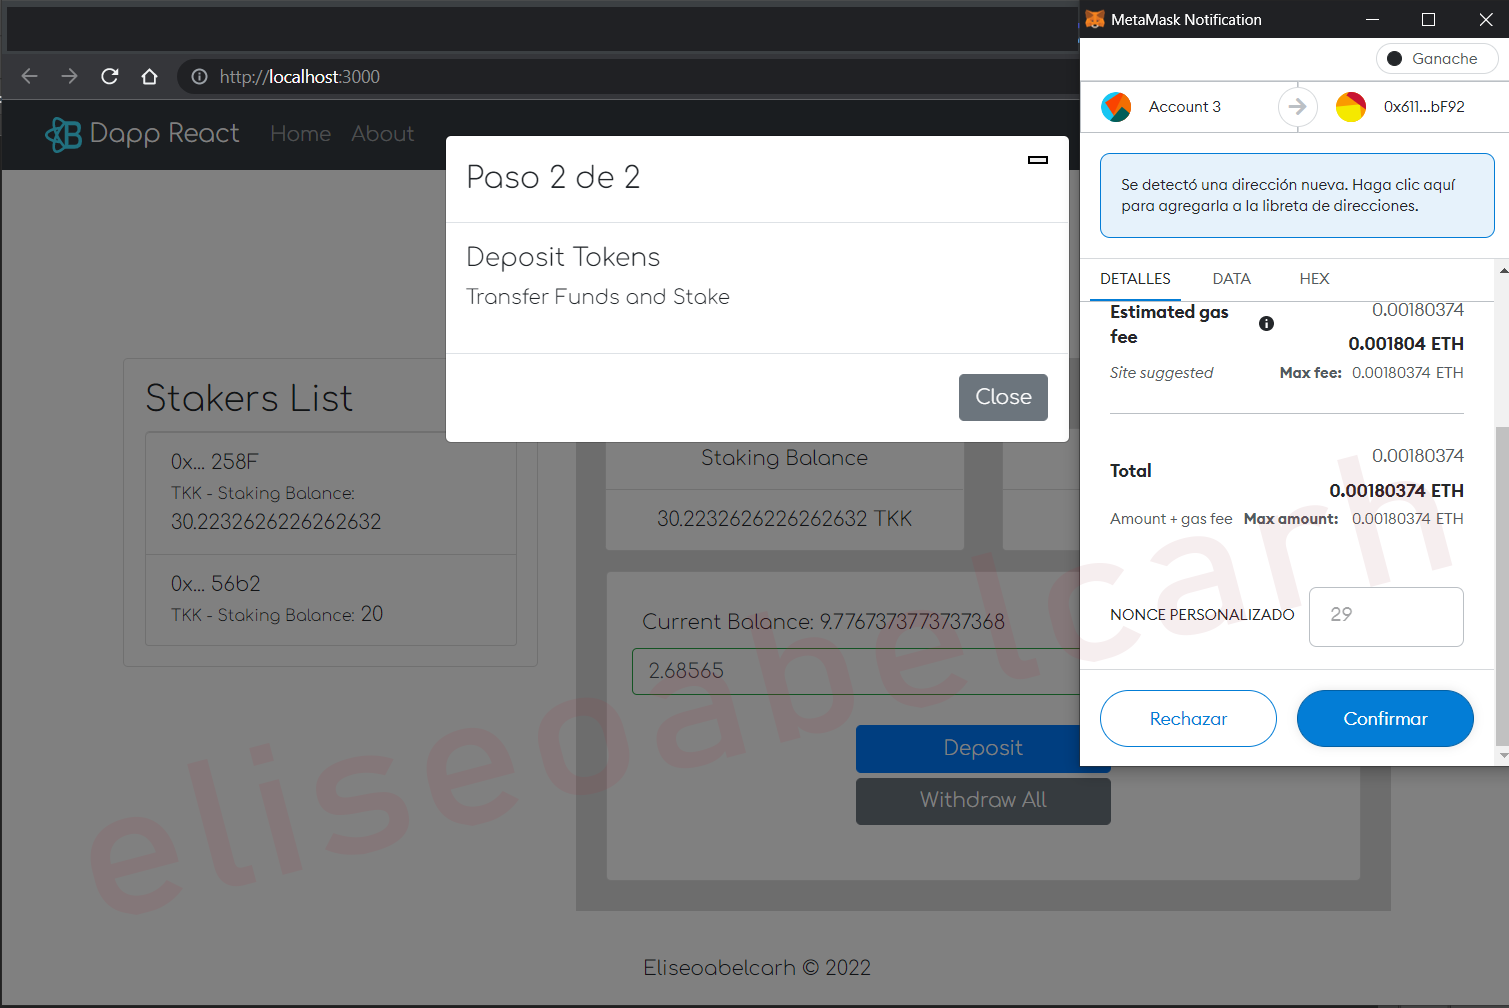 http://localhost:3000
Dapp React Home About
Paso 2 de 2
Deposit Tokens
Transfer Funds and Stake
Close
Stakers List
0x... 258F
TKK - Staking Balance:
30.2232626226262632
0x... 56b2
TKK - Staking Balance: 20
Staking Balance
30.2232626226262632 TKK
Current Balance: 9.7767373773737368
2.68565
Deposit
Withdraw All
Eliseoabelcarh © 2022
eliseoabelcarh
MetaMask Notification
Ganache
Account 3
0x611...bF92
Se detectó una dirección nueva. Haga clic aquí
para agregarla a la libreta de direcciones.
DETALLES DATA HEX
Estimated gas
fee
0.00180374
0.001804 ETH
Site suggested
Max fee: 0.00180374 ETH
Total
0.00180374
0.00180374 ETH
Amount + gas fee Max amount: 0.00180374 ETH
NONCE PERSONALIZADO 29
Rechazar Confirmar